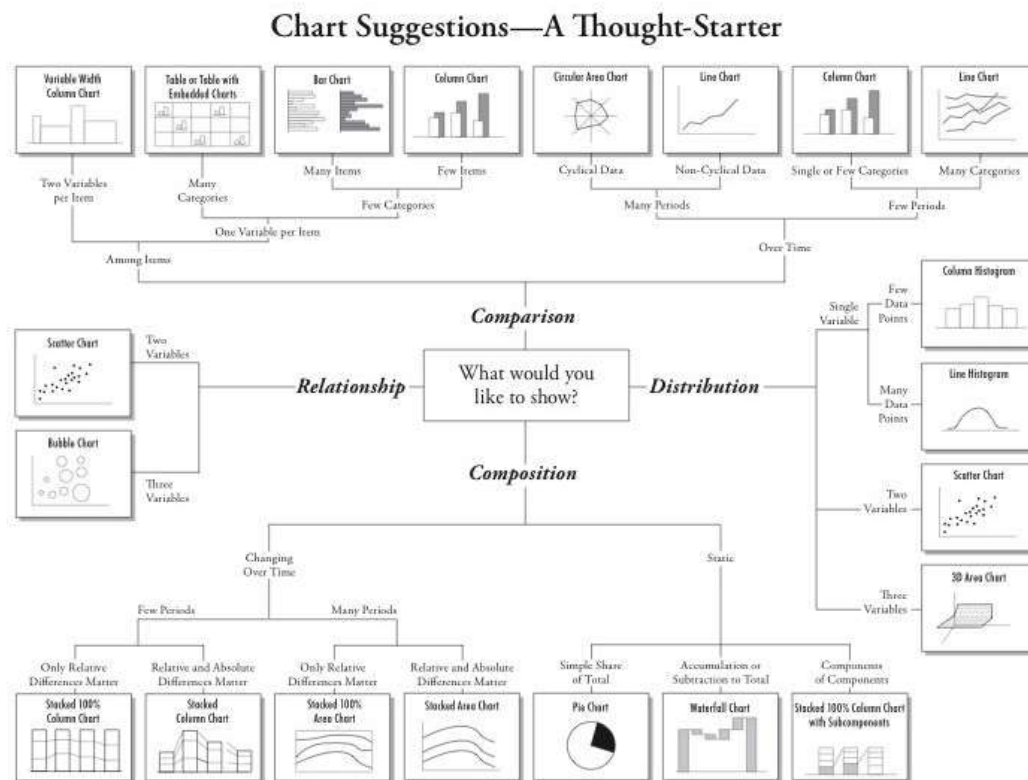 Chart Suggestions—A Thought-Starter
Variable Width
Column Chart
Table or Table with
Embedded Charts
Bar Chart
Column Chart
Circular Area Chart
Line Chart
Column Chart
Line Chart
Two Variables
per Item
Many
Categories
Many Items
Few Items
Cyclical Data
Non-Cyclical Data
Single or Few Categories
Many Categories
Few Categories
Many Periods
Few Periods
One Variable per Item
Among Items
Over Time
Comparison
What would you
like to show?
Relationship
Two
Variables
Scatter Chart
Three
Variables
Bubble Chart
Distribution
Single
Variable
Few
Data
Points
Column Histogram
Many
Data
Points
Line Histogram
Two
Variables
Scatter Chart
Three
Variables
3D Area Chart
Composition
Changing
Over Time
Static
Few Periods
Many Periods
Only Relative
Differences Matter
Relative and Absolute
Differences Matter
Only Relative
Differences Matter
Relative and Absolute
Differences Matter
Simple Share
of Total
Accumulation or
Subtraction to Total
Components
of Components
Stacked 100%
Column Chart
Stacked
Column Chart
Stacked 100%
Area Chart
Stacked Area Chart
Pie Chart
Waterfall Chart
Stacked 100% Column Chart
with Subcomponents